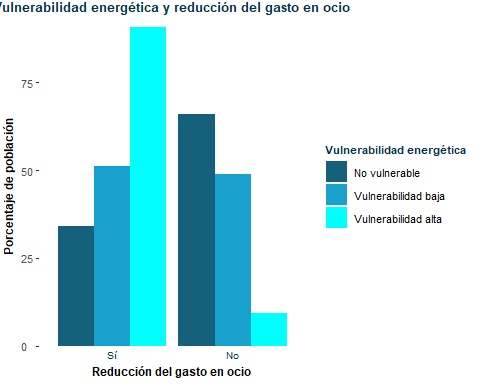 Vulnerabilidad energética y reducción del gasto en ocio
75
50
25
0
Porcentaje de población
Sí
No
Reducción del gasto en ocio
Vulnerabilidad energética
No vulnerable
Vulnerabilidad baja
Vulnerabilidad alta